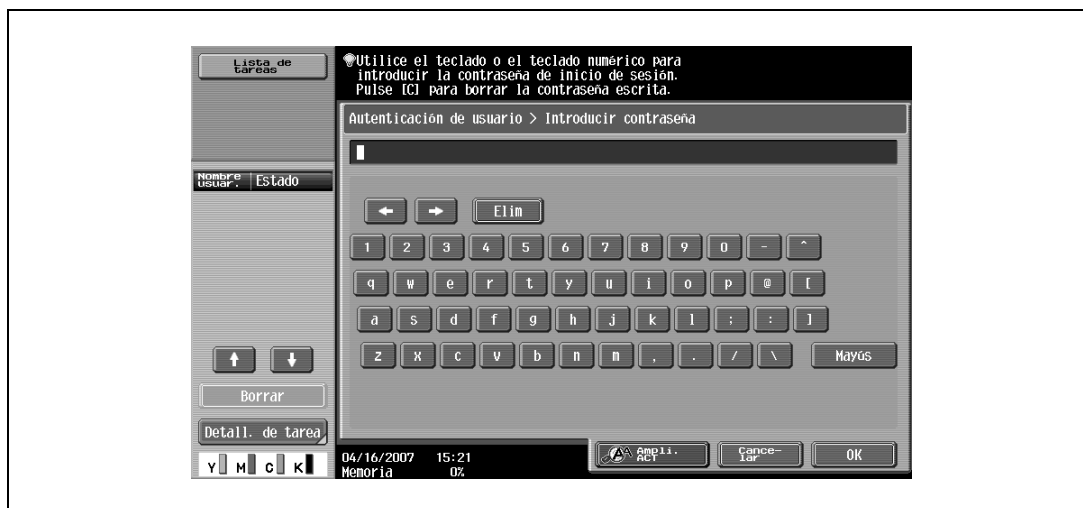 Lista de
tareas
Utilice el teclado o el teclado numérico para
introducir la contraseña de inicio de sesión.
Pulse [C] para borrar la contraseña escrita.
Autenticación de usuario > Introducir contraseña
Nombre
usuar.
Estado
Elim
1 2 3 4 5 6 7 8 9 0 - ^
q w e r t y u i o p @ [
a s d f g h j k l ; : ]
z x c v b n m , . / \ Mayús
Borrar
Detall. de tarea
Y M C K
04/16/2007 15:21
Memoria 0%
Ampli.
ACT
Cance-
lar
OK